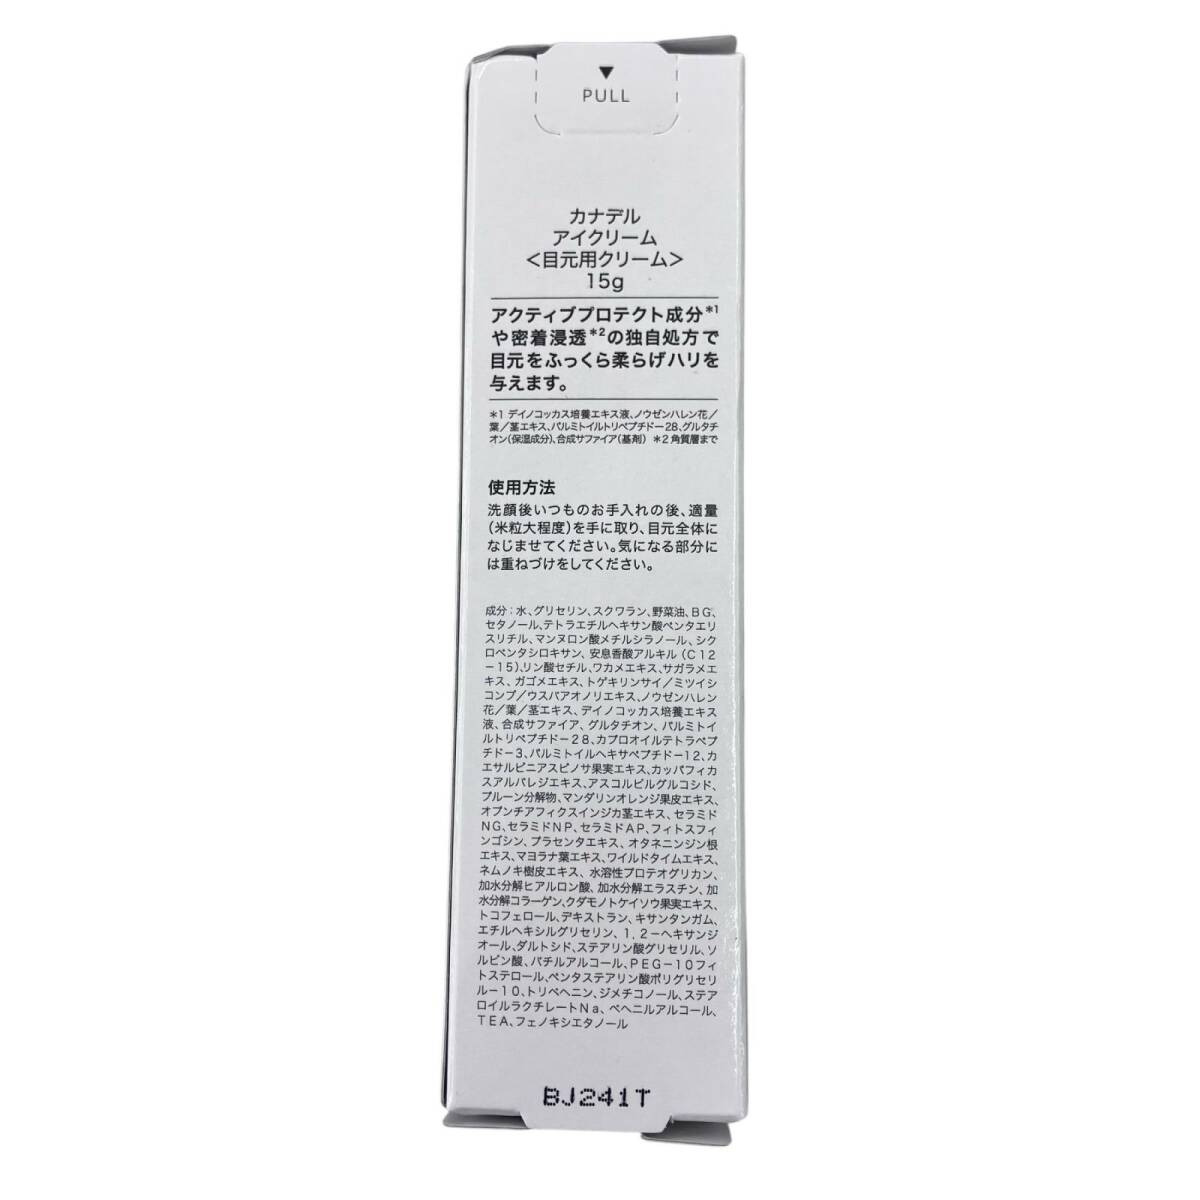 ▼
PULL
カナデル
アイクリーム
<目元用クリーム>
15g
アクティブプロテクト成分*1
や密着浸透*2の独自処方で
目元をふっくら柔らげハリを
与えます。
*1 デイノコッカス培養エキス液、ノウゼンハレン花/
葉/茎エキス、パルミトイルトリペプチドー28、グルタチ
オン(保湿成分)、合成サファイア(基剤) *2 角質層まで
使用方法
洗顔後いつものお手入れの後、適量
(米粒大程度)を手に取り、目元全体に
なじませてください。気になる部分に
は重ねづけをしてください。
成分:水、グリセリン、スクワラン、野菜油、BG、
セタノール、テトラエチルヘキサン酸ペンタエリ
スリチル、マンヌロン酸メチルシラノール、シク
ロペンタシロキサン、安息香酸アルキル(C12
－15)、リン酸セチル、ワカメエキス、サガラメエ
キス、ガゴメエキス、トゲキリンサイ/ミツイシ
コンブ/ウスバアオノリエキス、ノウゼンハレン
花/葉/茎エキス、デイノコッカス培養エキス
液、合成サファイア、グルタチオン、パルミトイ
ルトリペプチドー28、カプロオイルテトラペプ
チドー3、パルミトイルヘキサペプチドー12、カ
エサルピニアスピノサ果実エキス、カッパフィカ
スアルバレジエキス、アスコルビルグルコシド、
プルーン分解物、マンダリンオレンジ果皮エキス、
オプンチアフィクスインジカ茎エキス、セラミド
NG、セラミドNP、セラミドAP、フィトスフィ
ンゴシン、プラセンタエキス、オタネニンジン根
エキス、マヨラナ葉エキス、ワイルドタイムエキス、
ネムノキ樹皮エキス、水溶性プロテオグリカン、
加水分解ヒアルロン酸、加水分解エラスチン、加
水分解コラーゲン、クダモノトケイソウ果実エキス、
トコフェロール、デキストラン、キサンタンガム、
エチルヘキシルグリセリン、1,2－ヘキサンジ
オール、ダルトシド、ステアリン酸グリセリル、ソ
ルビン酸、バチルアルコール、PEG－10フィ
トステロール、ペンタステアリン酸ポリグリセリ
ル－10、トリベヘニン、ジメチコノール、ステア
ロイルラクチレートNa、ベヘニルアルコール、
TEA、フェノキシエタノール
BJ241T